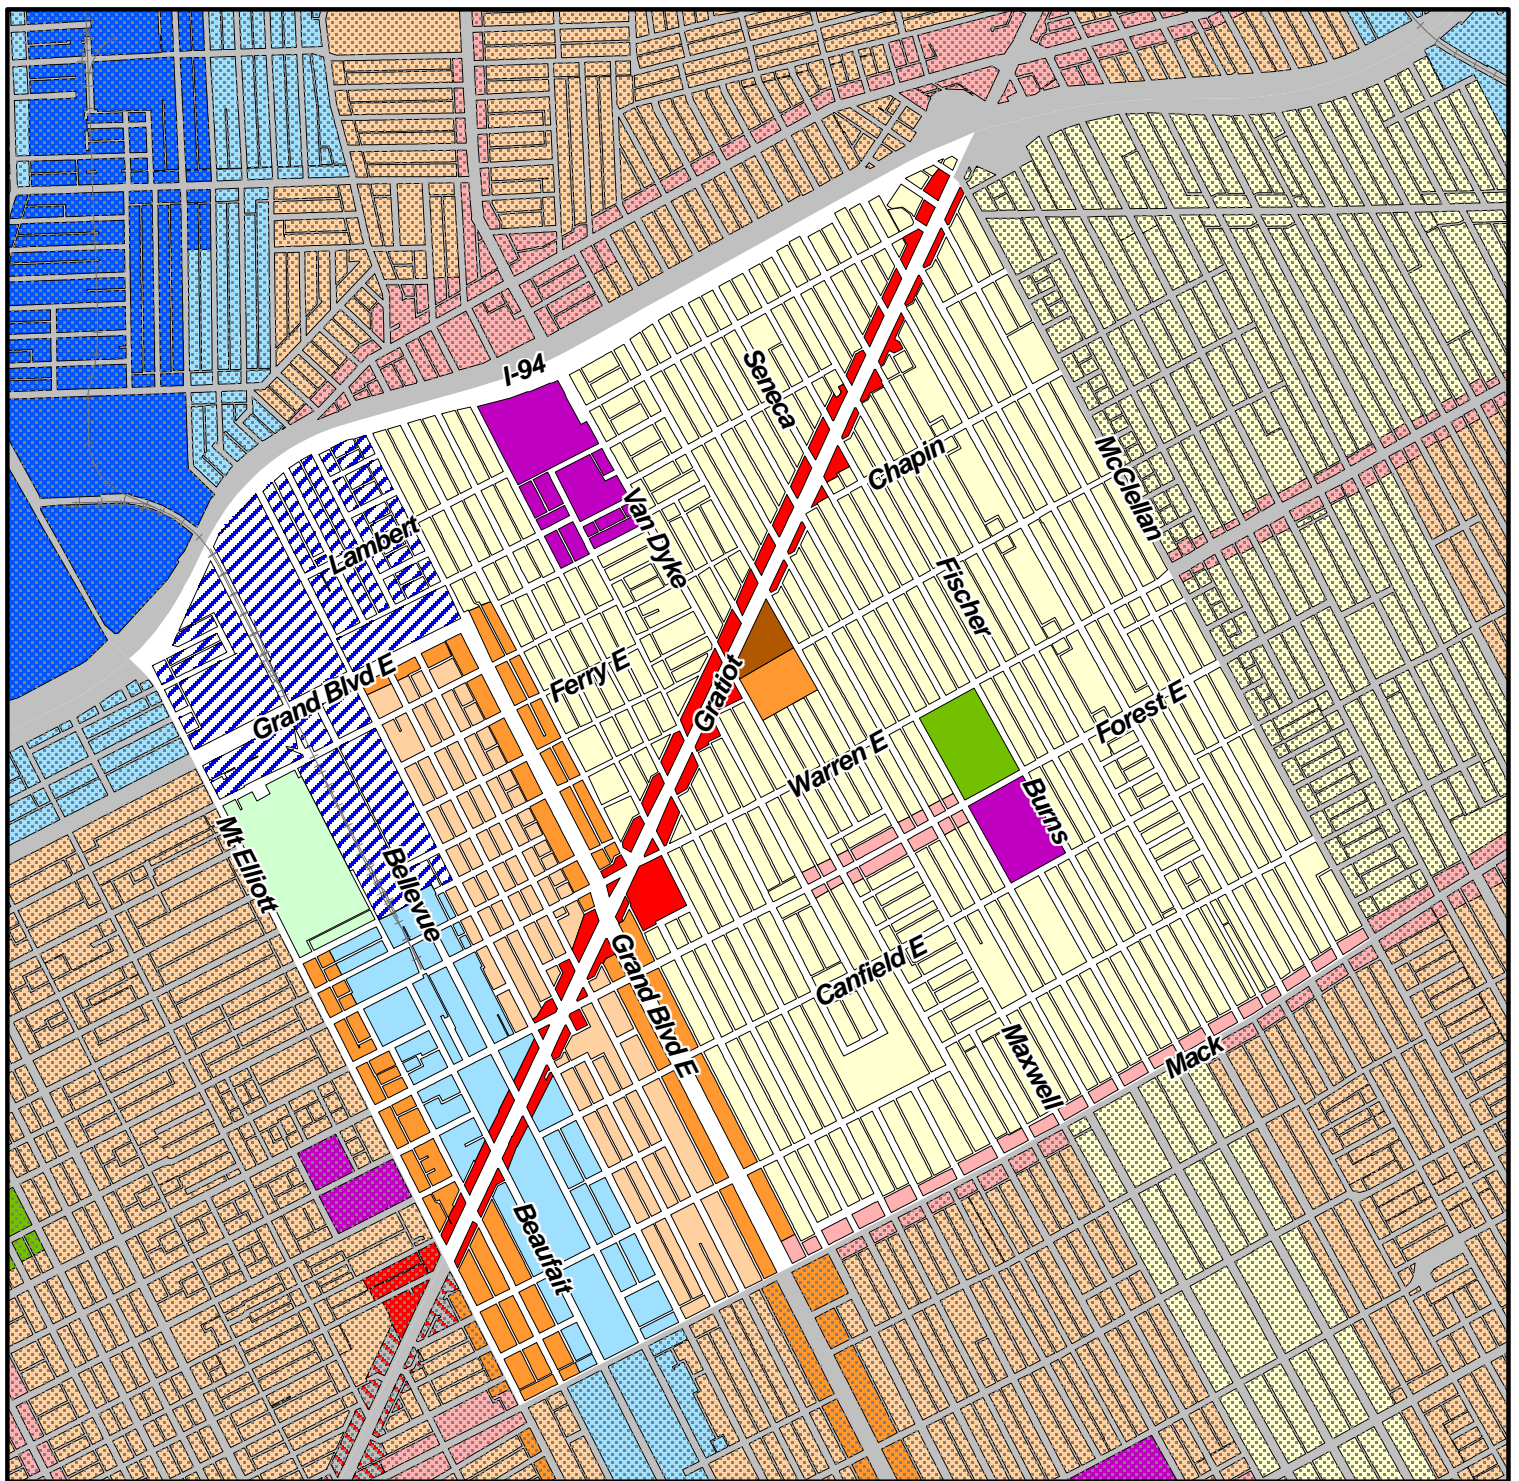 I-94
Seneca
Chapin
McClellan
Lambert
Van Dyke
Fischer
Ferry E
Grand Blvd E
Gratiot
Forest E
Warren E
Burns
Mt Elliott
Bellevue
Grand Blvd E
Canfield E
Maxwell
Mack
Beaufait